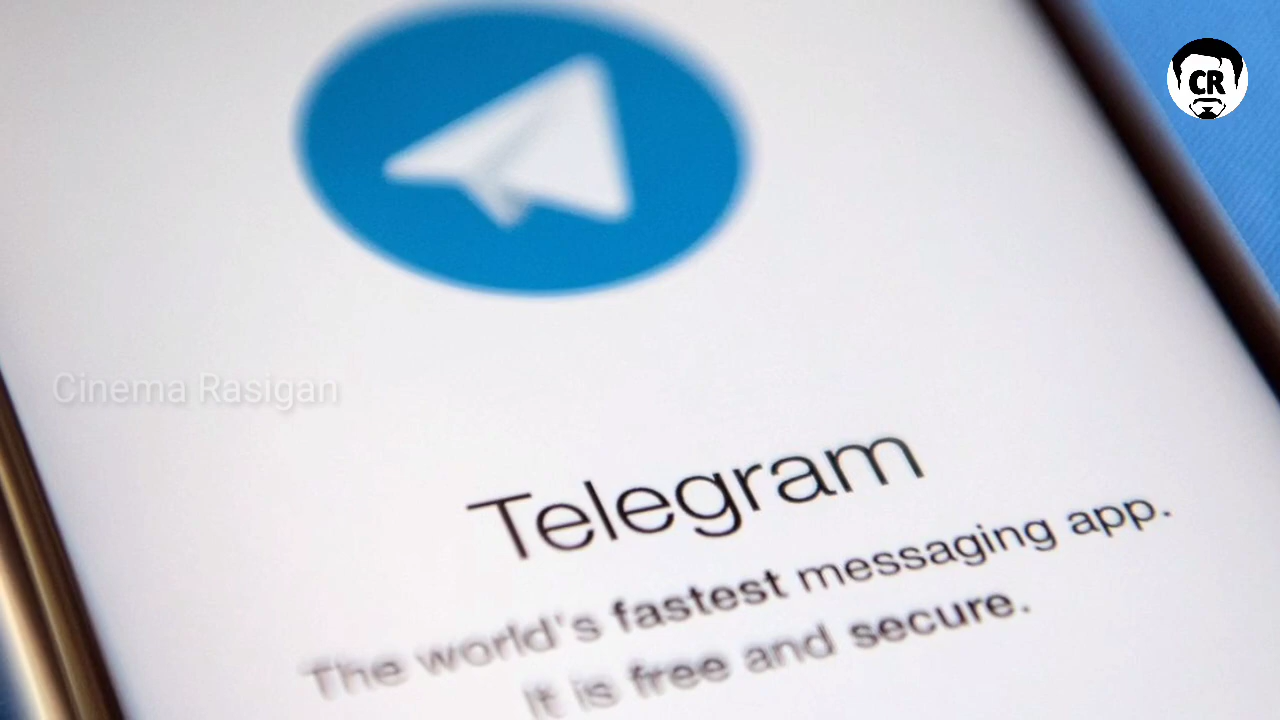 CR
Cinema Rasigan
Telegram
The world's fastest messaging app.
It is free and secure.